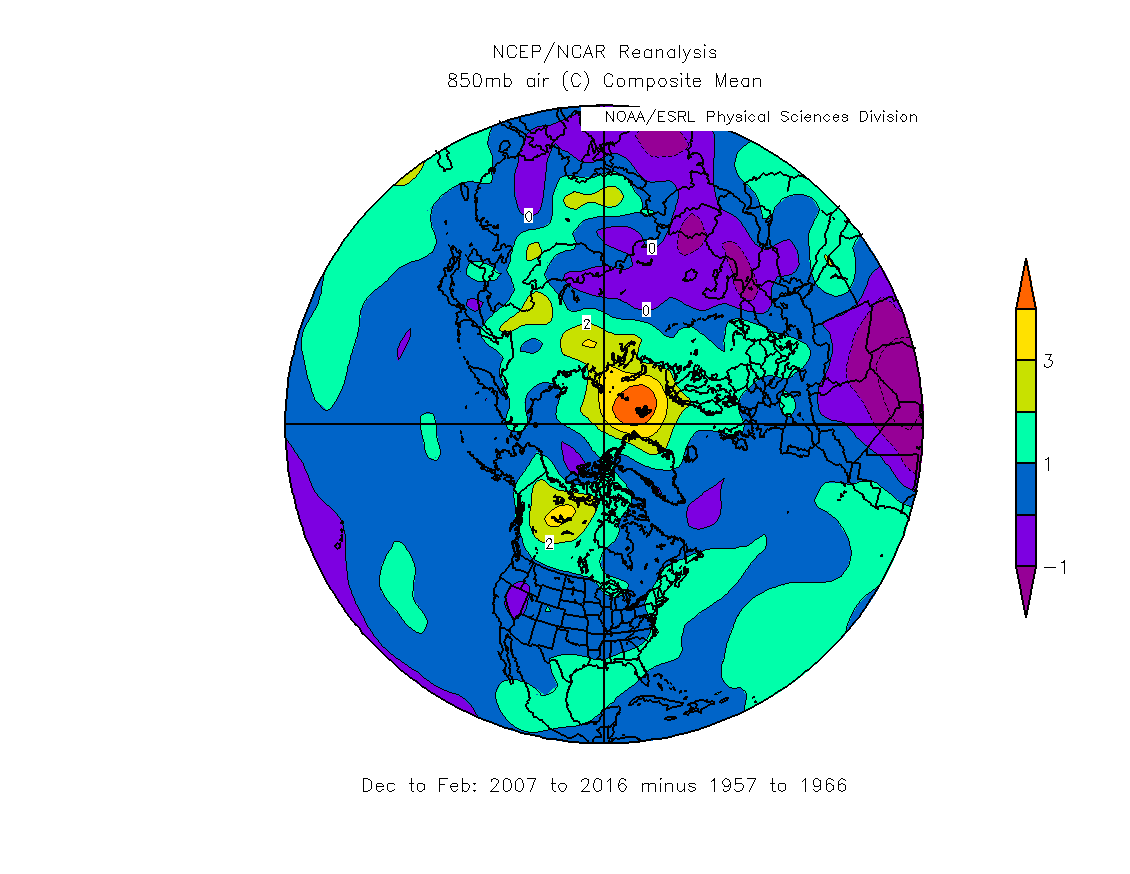 NCEP/NCAR Reanalysis
850mb air (C) Composite Mean
NOAA/ESRL Physical Sciences Division
0
0
0
2
2
3
1
-1
Dec to Feb: 2007 to 2016 minus 1957 to 1966